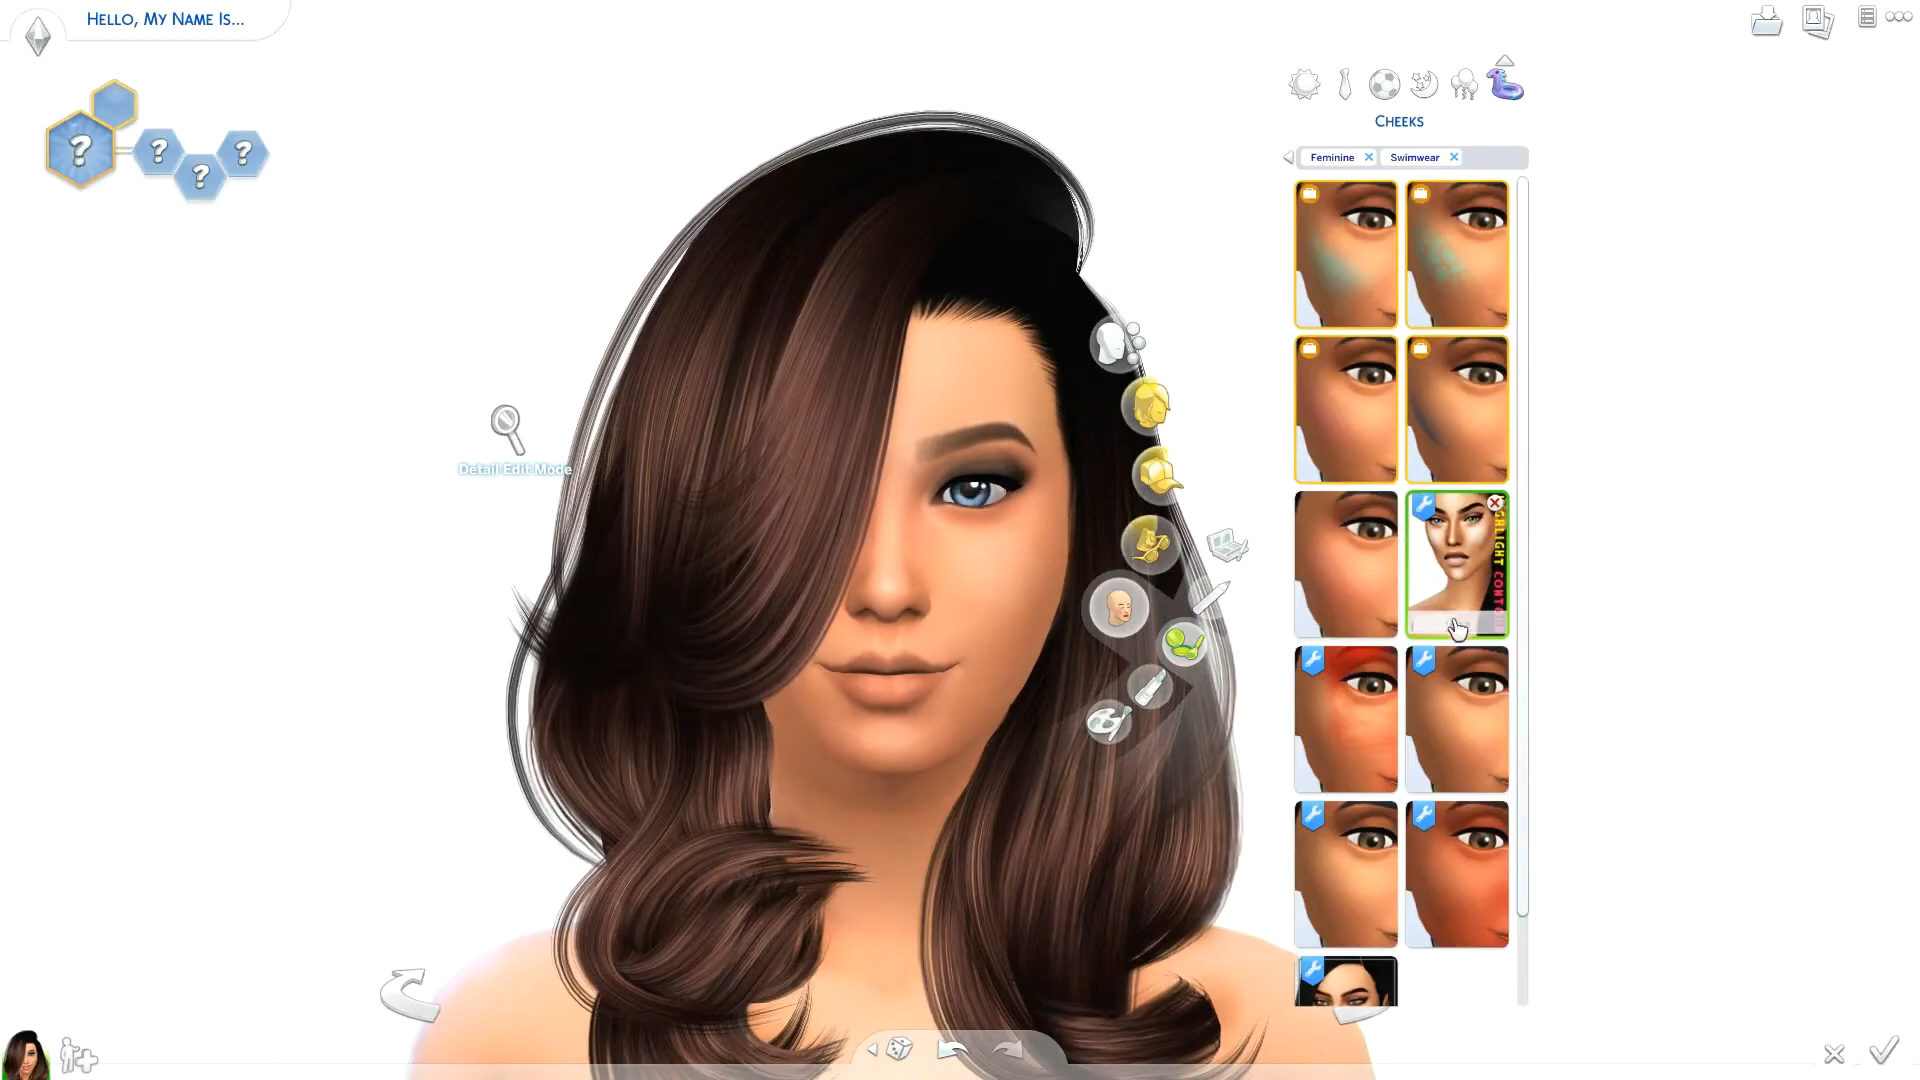 Hello, My Name Is...
Cheeks
Feminine
Swimwear
Detail Edit Mode
?
?
?
?